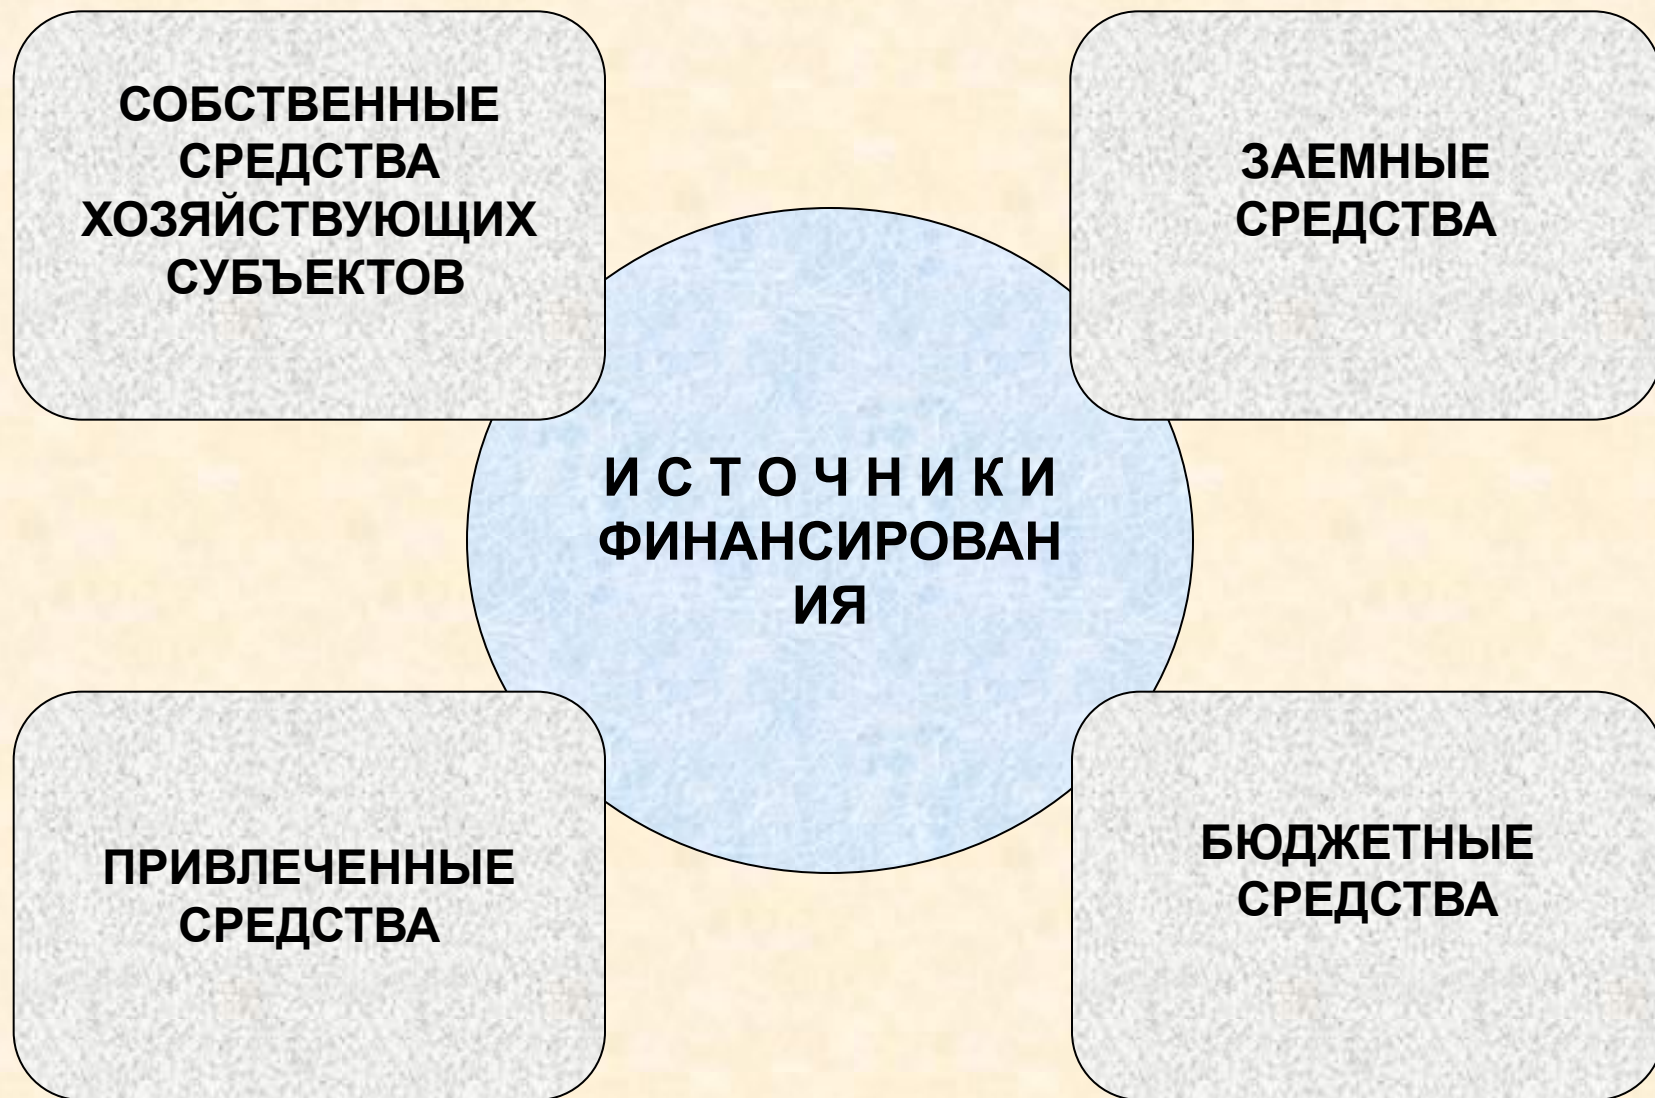 СОБСТВЕННЫЕ
СРЕДСТВА
ХОЗЯЙСТВУЮЩИХ
СУБЪЕКТОВ
ЗАЕМНЫЕ
СРЕДСТВА
И С Т О Ч Н И К И
ФИНАНСИРОВАН
ИЯ
ПРИВЛЕЧЕННЫЕ
СРЕДСТВА
БЮДЖЕТНЫЕ
СРЕДСТВА